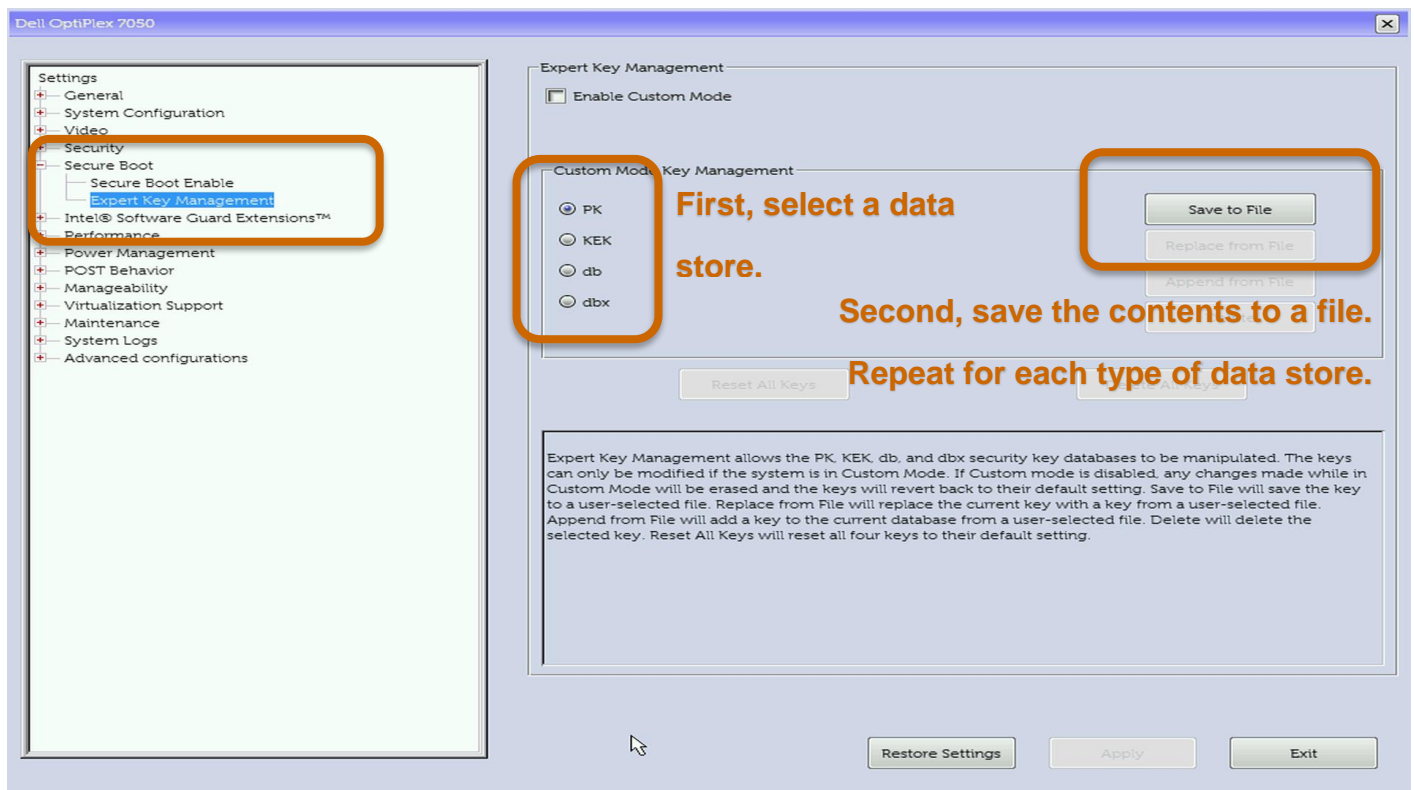 Dell OptiPlex 7050
Settings
General
System Configuration
Video
Security
Secure Boot
Secure Boot Enable
Expert Key Management
Intel® Software Guard Extensions™
Performance
Power Management
POST Behavior
Manageability
Virtualization Support
Maintenance
System Logs
Advanced configurations
Expert Key Management
Enable Custom Mode
Custom Mode Key Management
PK
KEK
db
dbx
First, select a data
store.
Save to File
Replace from File
Append from File
Second, save the contents to a file.
Repeat for each type of data store.
Reset All Keys
All Keys
Expert Key Management allows the PK, KEK, db, and dbx security key databases to be manipulated. The keys
can only be modified if the system is in Custom Mode. If Custom mode is disabled, any changes made while in
Custom Mode will be erased and the keys will revert back to their default setting. Save to File will save the key
to a user-selected file. Replace from File will replace the current key with a key from a user-selected file.
Append from File will add a key to the current database from a user-selected file. Delete will delete the
selected key. Reset All Keys will reset all four keys to their default setting.
Restore Settings
Apply
Exit